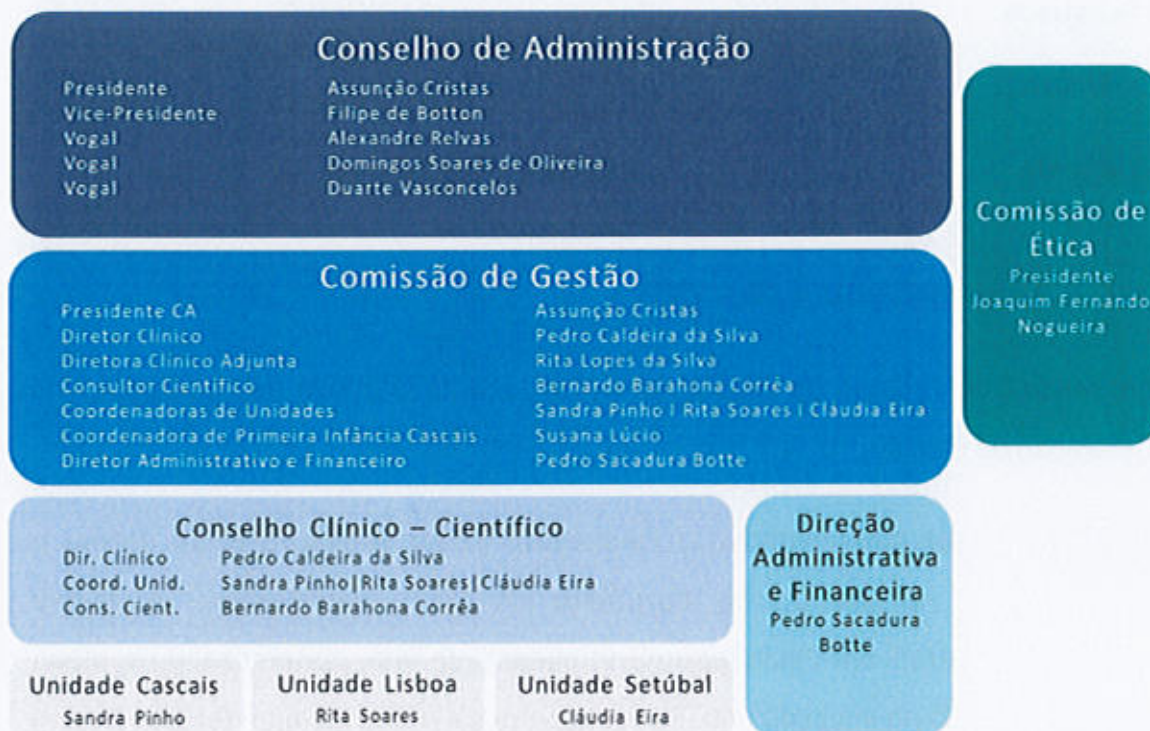 Conselho de Administração
Presidente Assunção Cristas
Vice-Presidente Filipe de Botton
Vogal Alexandre Relvas
Vogal Domingos Soares de Oliveira
Vogal Duarte Vasconcelos
Comissão de Gestão
Presidente CA Assunção Cristas
Diretor Clínico Pedro Caldeira da Silva
Diretora Clínico Adjunta Rita Lopes da Silva
Consultor Científico Bernardo Barahona Corrêa
Coordenadoras de Unidades Sandra Pinho | Rita Soares | Cláudia Eira
Coordenadora de Primeira Infância Cascais Susana Lúcio
Diretor Administrativo e Financeiro Pedro Sacadura Botte
Comissão de
Ética
Presidente
Joaquim Fernando
Nogueira
Conselho Clínico – Científico
Dir. Clínico Pedro Caldeira da Silva
Coord. Unid. Sandra Pinho|Rita Soares|Cláudia Eira
Cons. Cient. Bernardo Barahona Corrêa
Direção
Administrativa
e Financeira
Pedro Sacadura
Botte
Unidade Cascais
Sandra Pinho
Unidade Lisboa
Rita Soares
Unidade Setúbal
Cláudia Eira